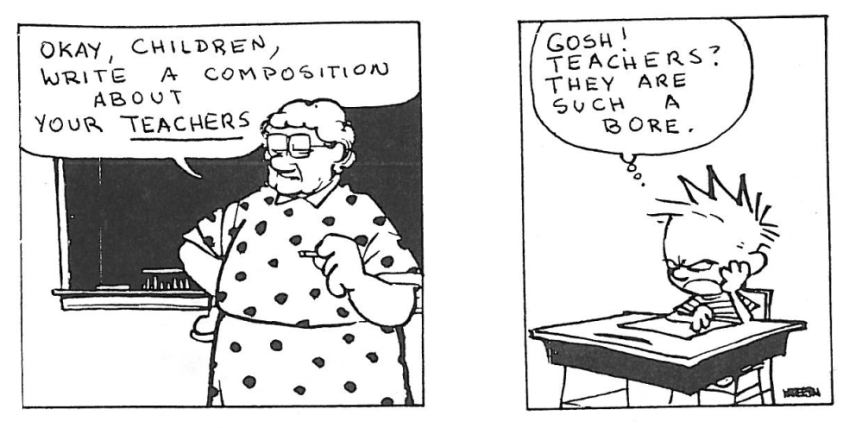 OKAY, CHILDREN,
WRITE A COMPOSITION
ABOUT
YOUR TEACHERS
GOSH!
TEACHERS?
THEY ARE
SUCH A
BORE.